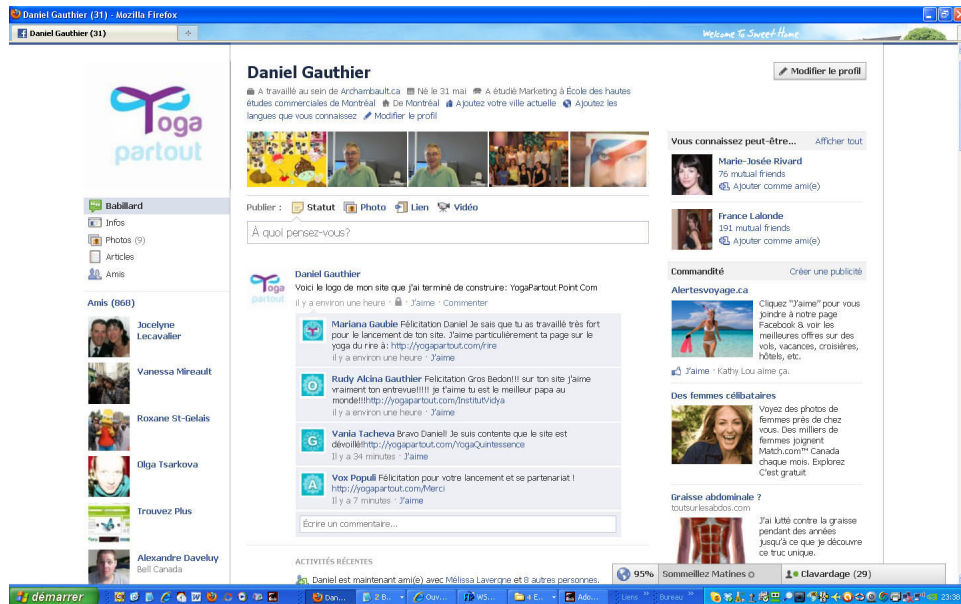 Daniel Gauthier (31) - Mozilla Firefox
Daniel Gauthier (31)
Welcome To Sweet Home
Yoga
partout
Babillard
Infos
Photos (9)
Articles
Amis
Amis (868)
Jocelyne
Lecavalier
Vanessa Mireault
Roxane St-Gelais
Olga Tsarkova
Trouvez Plus
Alexandre Daveluy
Bell Canada
Daniel Gauthier
Modifier le profil
A travaillé au sein de Archambault.ca Né le 31 mai A étudié Marketing à École des hautes
études commerciales de Montréal De Montréal Ajoutez votre ville actuelle Ajoutez les
langues que vous connaissez Modifier le profil
Publier : Statut Photo Lien Vidéo
À quoi pensez-vous?
Yoga
partout
Daniel Gauthier
Voici le logo de mon site que j'ai terminé de construire: YogaPartout Point Com
il y a environ une heure · J'aime · Commenter
Mariana Gaubie Félicitation Daniel Je sais que tu as travaillé très fort
pour le lancement de ton site. J'aime particulièrement ta page sur le
yoga du rire à: http://yogapartout.com/rire
il y a environ une heure · J'aime
Rudy Alcina Gauthier Felicitation Gros Bedon!!! sur ton site j'aime
vraiment ton entrevue!!!!! je t'aime tu est le meilleur papa au
monde!!!http://yogapartout.com/InstitutVidya
il y a environ une heure · J'aime
Vania Tacheva Bravo Daniel! Je suis contente que le site est
dévoilé!http://yogapartout.com/YogaQuintessence
Il y a 34 minutes · J'aime
Vox Populi Félicitation pour votre lancement et se partenariat !
http://yogapartout.com/Merci
Il y a 7 minutes · J'aime
Écrire un commentaire...
ACTIVITÉS RÉCENTES
Daniel est maintenant ami(e) avec Mélissa Lavergne et 8 autres personnes.
Vous connaissez peut-être... Afficher tout
Marie-Josée Rivard
76 mutual friends
Ajouter comme ami(e)
France Lalonde
191 mutual friends
Ajouter comme ami(e)
Commandité Créer une publicité
Alertesvoyage.ca
Cliquez "J'aime" pour vous
joindre à notre page
Facebook & voir les
meilleures offres sur des
vols, vacances, croisières,
hôtels, etc.
J'aime · Kathy Lou aime ça.
Des femmes célibataires
Voyez des photos de
femmes près de chez
vous. Des milliers de
femmes joignent
Match.com™ Canada
chaque mois. Explorez
C'est gratuit
Graisse abdominale ?
toutsurlesabdos.com
J'ai lutté contre la graisse
pendant des années
jusqu'à ce que je découvre
ce truc unique.
95% Sommeillez Matines Clavardage (29)
démarrer
Dan...
2 B...
Ouv...
WS...
4 E...
Ado...
Liens
Bureau
23:38